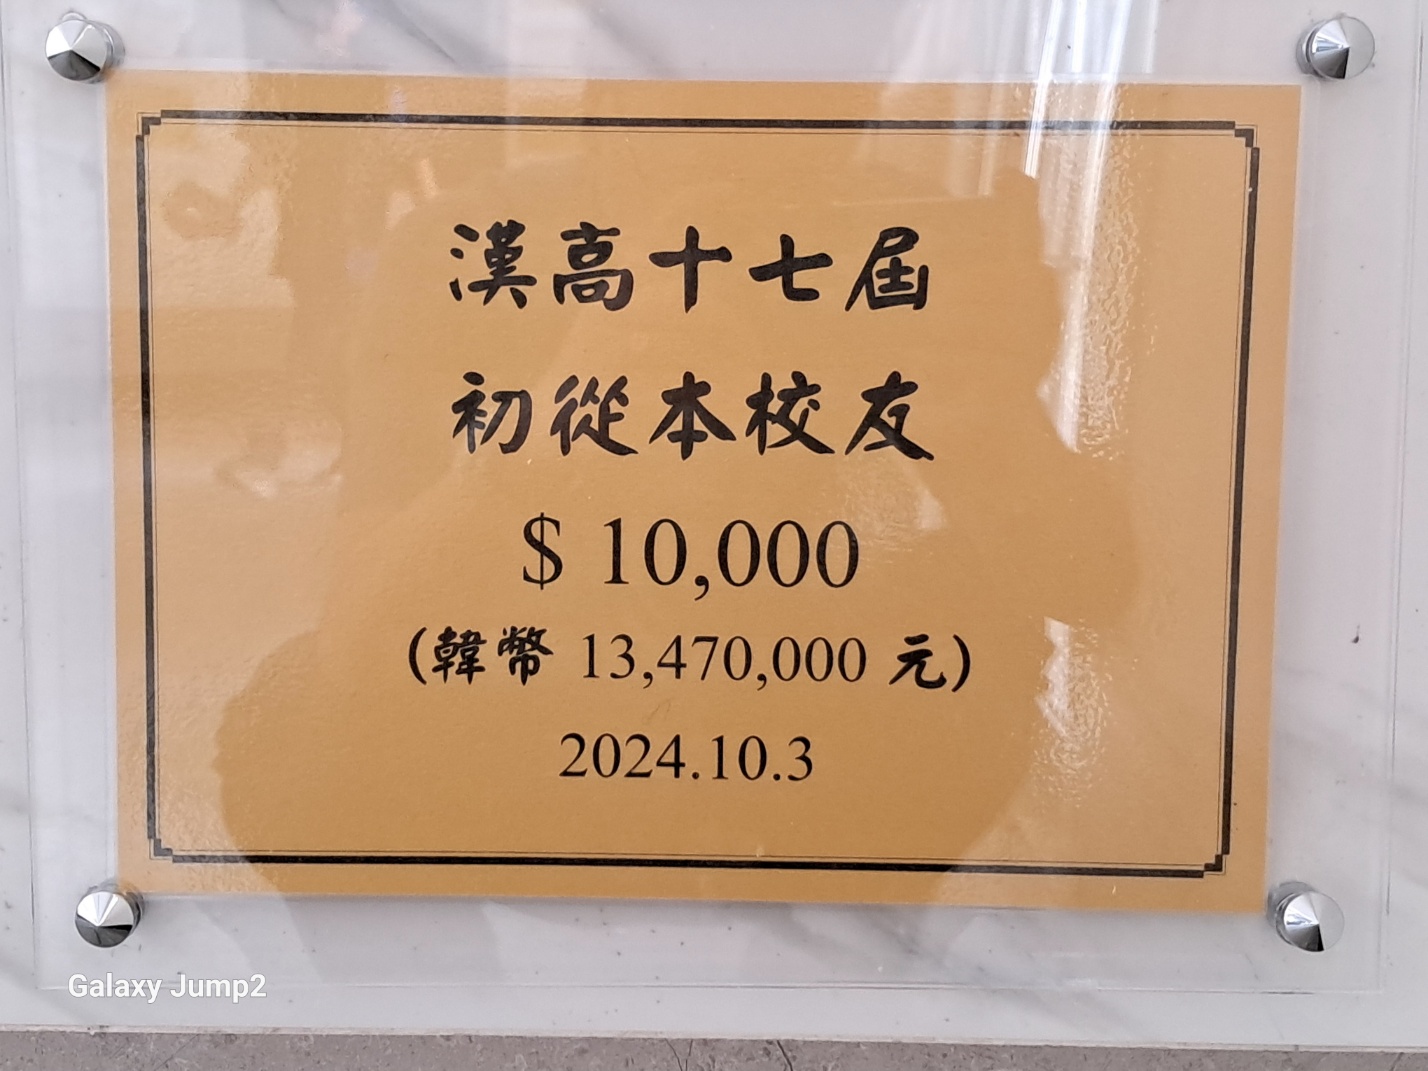 漢高十七屆
初從本校友
$ 10,000
(韓幣 13,470,000 元)
2024.10.3
Galaxy Jump2